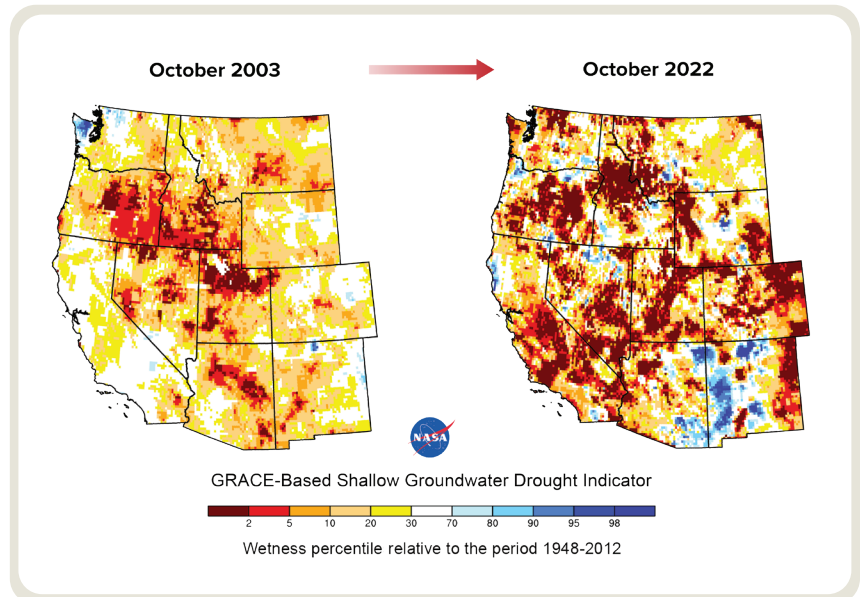 October 2003
October 2022
NASA
GRACE-Based Shallow Groundwater Drought Indicator
2 5 10 20 30 70 80 90 95 98
Wetness percentile relative to the period 1948-2012